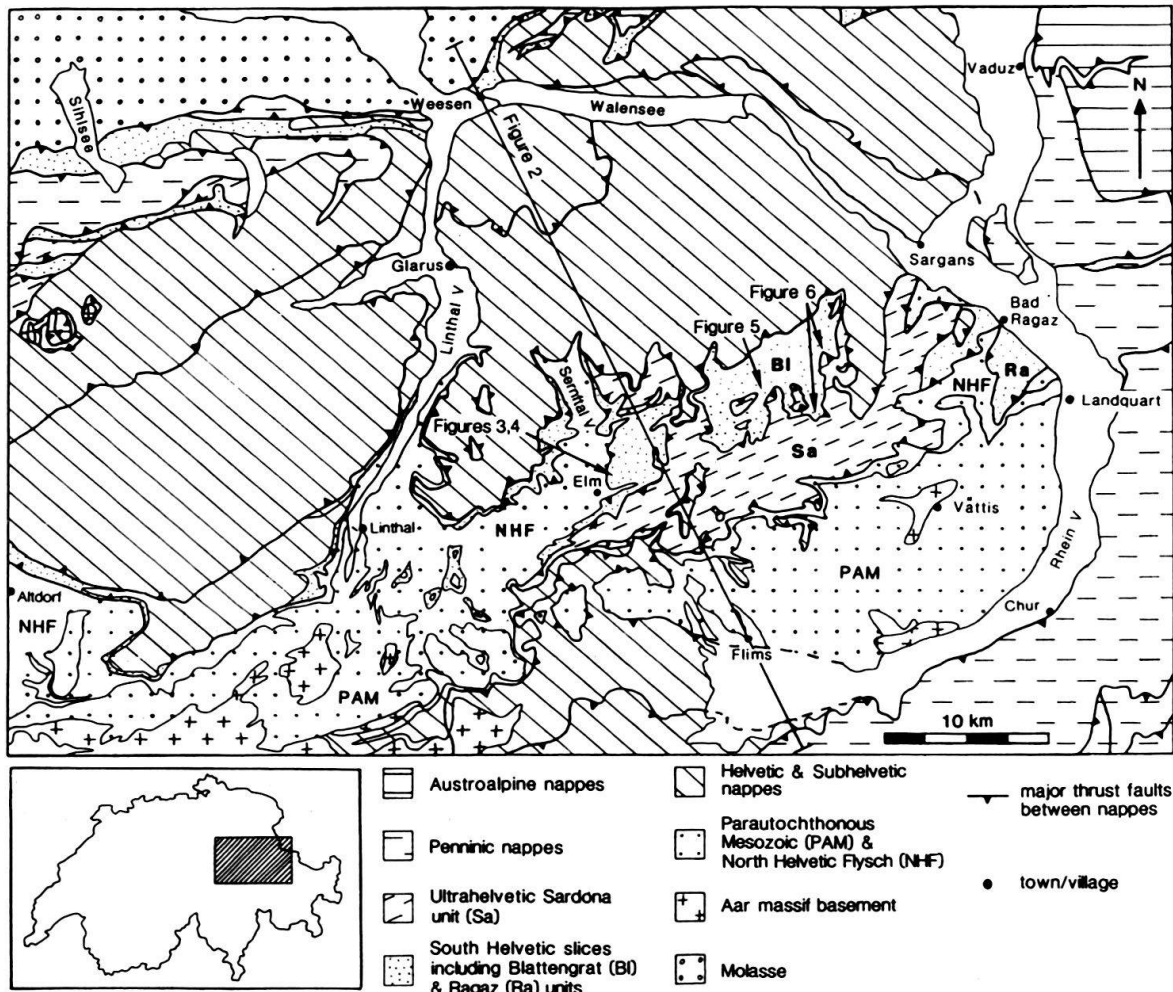 Vaduz
N
Weesen
Walensee
Sihlsee
Figure 2
Sargans
Glarus
Linthal V
Figure 6
Bad
Ragaz
Figure 5
Bl
Ra
NHF
Landquart
Sernftal
Figures 3,4
Sa
Elm
Vättis
NHF
Linthal
PAM
Rhein V
Altdorf
Chur
NHF
Flims
PAM
10 km
Austroalpine nappes
Penninic nappes
Ultrahelvetic Sardona
unit (Sa)
South Helvetic slices
including Blattengrat (Bl)
& Ragaz (Ra) units
Helvetic & Subhelvetic
nappes
Parautochthonous
Mesozoic (PAM) &
North Helvetic Flysch (NHF)
Aar massif basement
Molasse
major thrust faults
between nappes
town/village